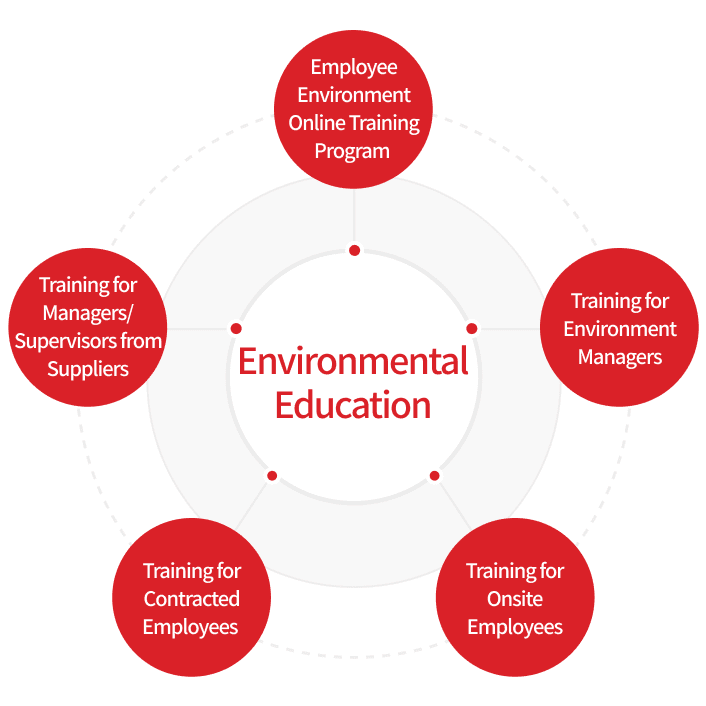 Employee
Environment
Online Training
Program
Training for
Managers/
Supervisors from
Suppliers
Training for
Environment
Managers
Environmental
Education
Training for
Contracted
Employees
Training for
Onsite
Employees